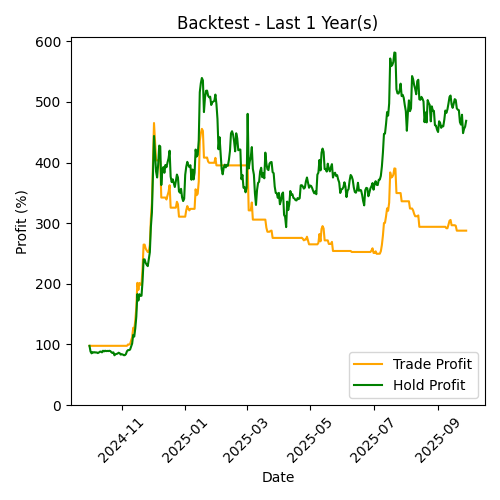 Backtest - Last 1 Year(s)
Profit (%)
600
500
400
300
200
100
0
2024-11
2025-01
2025-03
2025-05
2025-07
2025-09
Date
Trade Profit
Hold Profit